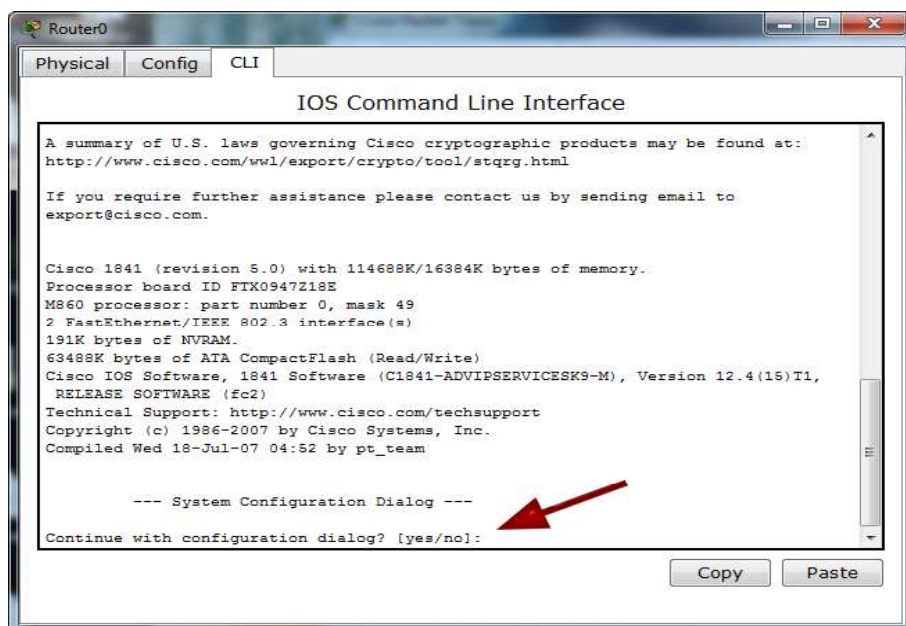 Router0
Physical Config CLI
IOS Command Line Interface
A summary of U.S. laws governing Cisco cryptographic products may be found at:
http://www.cisco.com/wwl/export/crypto/tool/stqrg.html
If you require further assistance please contact us by sending email to
export@cisco.com.
Cisco 1841 (revision 5.0) with 114688K/16384K bytes of memory.
Processor board ID FTX0947Z18E
M860 processor: part number 0, mask 49
2 FastEthernet/IEEE 802.3 interface(s)
191K bytes of NVRAM.
63488K bytes of ATA CompactFlash (Read/Write)
Cisco IOS Software, 1841 Software (C1841-ADVIPSERVICESK9-M), Version 12.4(15)T1,
RELEASE SOFTWARE (fc2)
Technical Support: http://www.cisco.com/techsupport
Copyright (c) 1986-2007 by Cisco Systems, Inc.
Compiled Wed 18-Jul-07 04:52 by pt_team
--- System Configuration Dialog ---
Continue with configuration dialog? [yes/no]:
Copy Paste